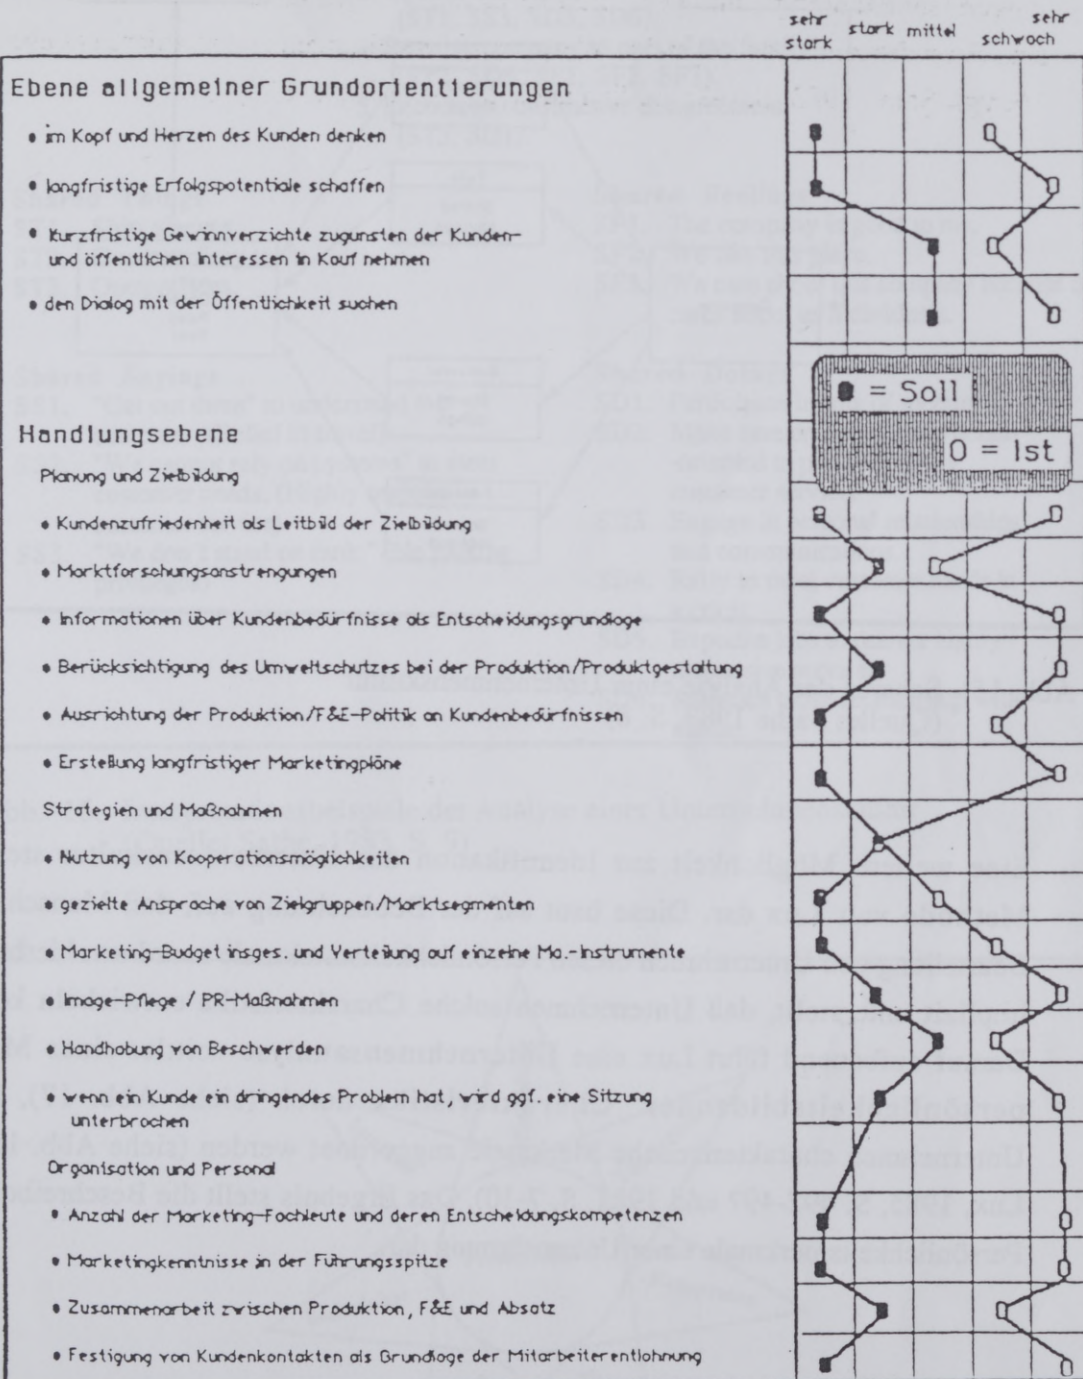 sehr stark mittel sehr
stark schwach
Ebene allgemeiner Grundorientierungen
• im Kopf und Herzen des Kunden denken
• langfristige Erfolgspotentiale schaffen
• Kurzfristige Gewinnverzichte zugunsten der Kunden-
und öffentlichen Interessen in Kauf nehmen
• den Dialog mit der Öffentlichkeit suchen
= Soll
0 = Ist
Handlungsebene
Planung und Zielbildung
• Kundenzufriedenheit als Leitbild der Zielbildung
• Marktforschungsanstrengungen
• Informationen über Kundenbedürfnisse als Entscheidungsgrundlage
• Berücksichtigung des Umweltschutzes bei der Produktion/Produktgestaltung
• Ausrichtung der Produktion/F&E-Politik an Kundenbedürfnissen
• Erstellung langfristiger Marketingpläne
Strategien und Maßnahmen
• Nutzung von Kooperationsmöglichkeiten
• gezielte Ansprache von Zielgruppen/Marktsegmenten
• Marketing-Budget insges. und Verteilung auf einzelne Ma.-Instrumente
• Image-Pflege / PR-Maßnahmen
• Handhabung von Beschwerden
• wenn ein Kunde ein dringendes Problem hat, wird ggf. eine Sitzung
unterbrochen
Organisation und Personal
• Anzahl der Marketing-Fachleute und deren Entscheidungskompetenzen
• Marketingkenntnisse in der Führungsspitze
• Zusammenarbeit zwischen Produktion, F&E und Absatz
• Festigung von Kundenkontakten als Grundlage der Mitarbeiterentlohnung